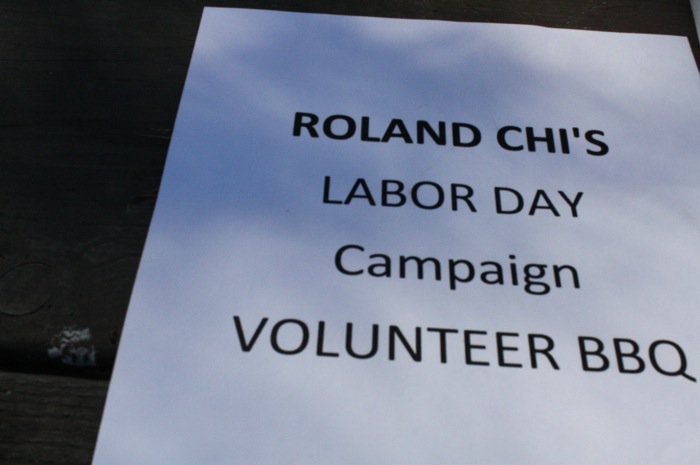 ROLAND CHI'S
LABOR DAY
Campaign
VOLUNTEER BBQ